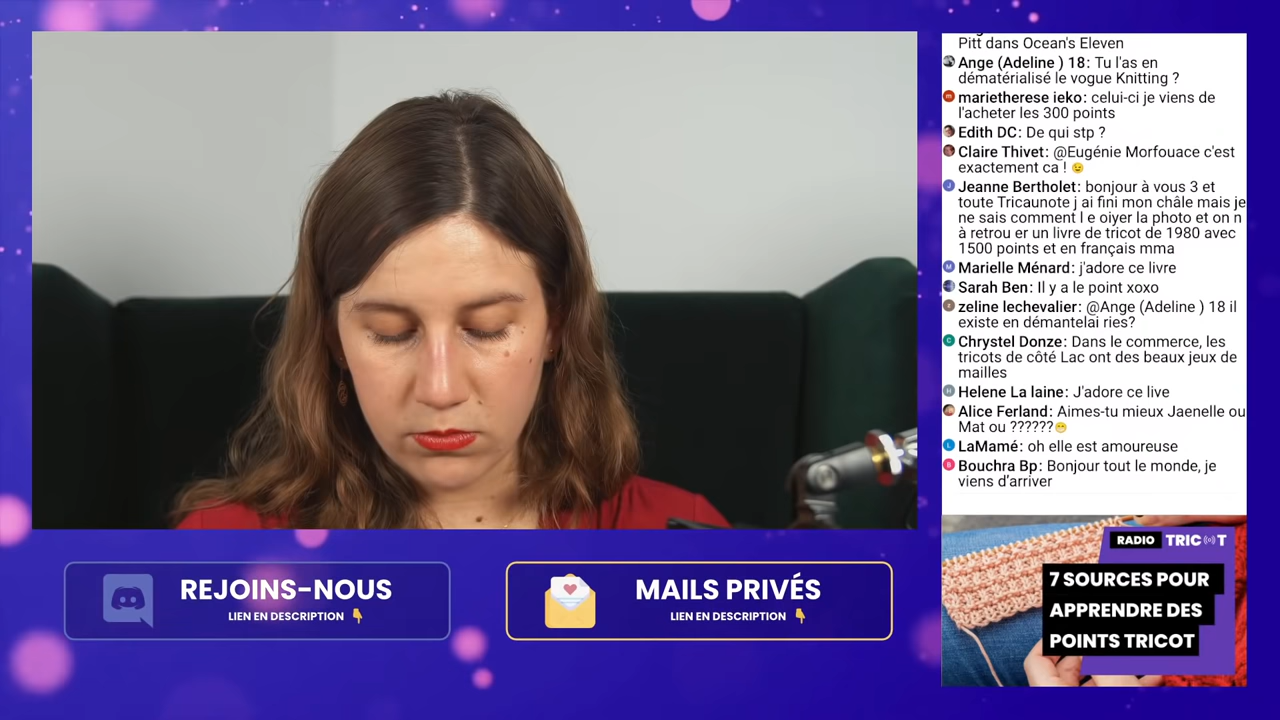 Pitt dans Ocean's Eleven
Ange (Adeline ) 18: Tu l'as en
dématérialisé le vogue Knitting ?
marietherese ieko: celui-ci je viens de
l'acheter les 300 points
Edith DC: De qui stp ?
Claire Thivet: @Eugénie Morfouace c'est
exactement ca ! 😉
Jeanne Bertholet: bonjour à vous 3 et
toute Tricaunote j ai fini mon châle mais je
ne sais comment l e oiyer la photo et on n
à retrou er un livre de tricot de 1980 avec
1500 points et en français mma
Marielle Ménard: j'adore ce livre
Sarah Ben: Il y a le point xoxo
zeline lechevalier: @Ange (Adeline ) 18 il
existe en démantelai ries?
Chrystel Donze: Dans le commerce, les
tricots de côté Lac ont des beaux jeux de
mailles
Helene La laine: J'adore ce live
Alice Ferland: Aimes-tu mieux Jaenelle ou
Mat ou ??????😁
LaMamé: oh elle est amoureuse
Bouchra Bp: Bonjour tout le monde, je
viens d'arriver
RADIO TRICOT
7 SOURCES POUR
APPRENDRE DES
POINTS TRICOT
REJOINS-NOUS
LIEN EN DESCRIPTION 👇
MAILS PRIVÉS
LIEN EN DESCRIPTION 👇